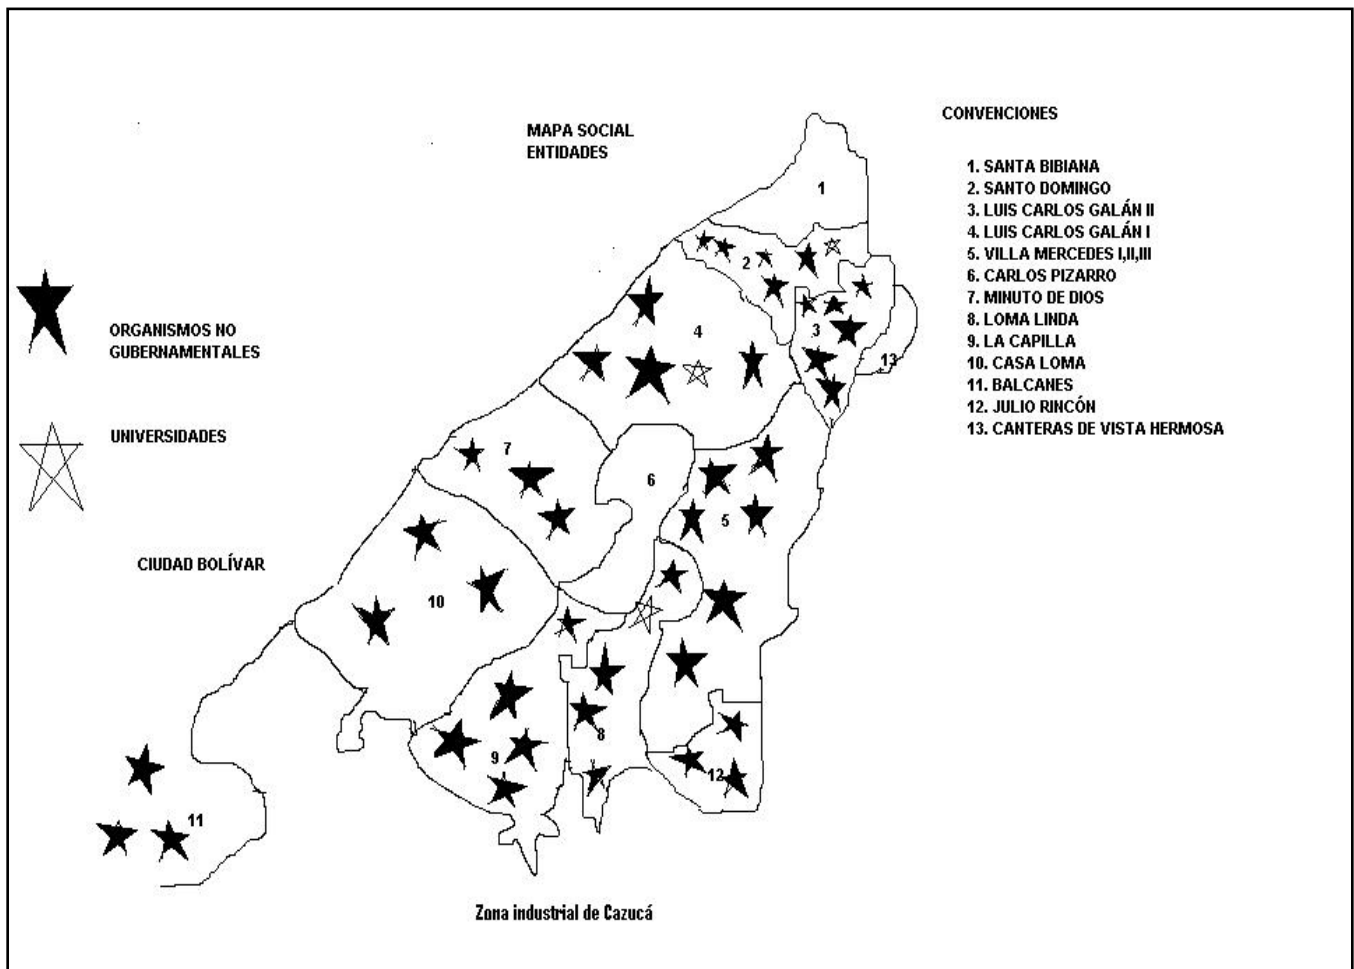 MAPA SOCIAL
ENTIDADES
CONVENCIONES
1. SANTA BIBIANA
2. SANTO DOMINGO
3. LUIS CARLOS GALÁN II
4. LUIS CARLOS GALÁN I
5. VILLA MERCEDES I,II,III
6. CARLOS PIZARRO
7. MINUTO DE DIOS
8. LOMA LINDA
9. LA CAPILLA
10. CASA LOMA
11. BALCANES
12. JULIO RINCÓN
13. CANTERAS DE VISTA HERMOSA
ORGANISMOS NO
GUBERNAMENTALES
UNIVERSIDADES
CIUDAD BOLÍVAR
1
2
3
4
13
7
6
5
10
8
9
12
11
Zona industrial de Cazucá